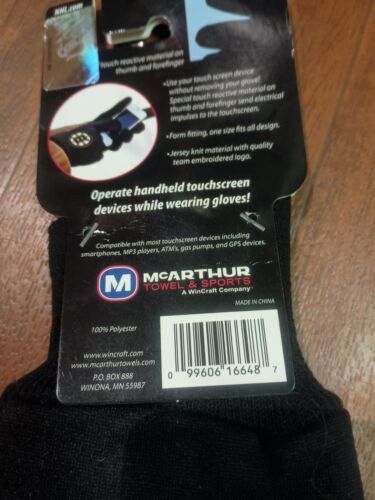 NHL.com
touch reactive material on
thumb and forefinger
•Use your touch screen device
without removing your glove!
Special touch reactive material on
thumb and forefinger send electrical
impulses to the touchscreen.
•Form fitting, one size fits all design.
•Jersey knit material with quality
team embroidered logo.
Operate handheld touchscreen
devices while wearing gloves!
Compatible with most touchscreen devices including
smartphones, MP3 players, ATM's, gas pumps, and GPS devices.
M McARTHUR
TOWEL & SPORTS
A WinCraft Company
MADE IN CHINA
100% Polyester
www.wincraft.com
www.mcarthurtowels.com
P.O. BOX 888
WINONA, MN 55987
0 99606 16648 7